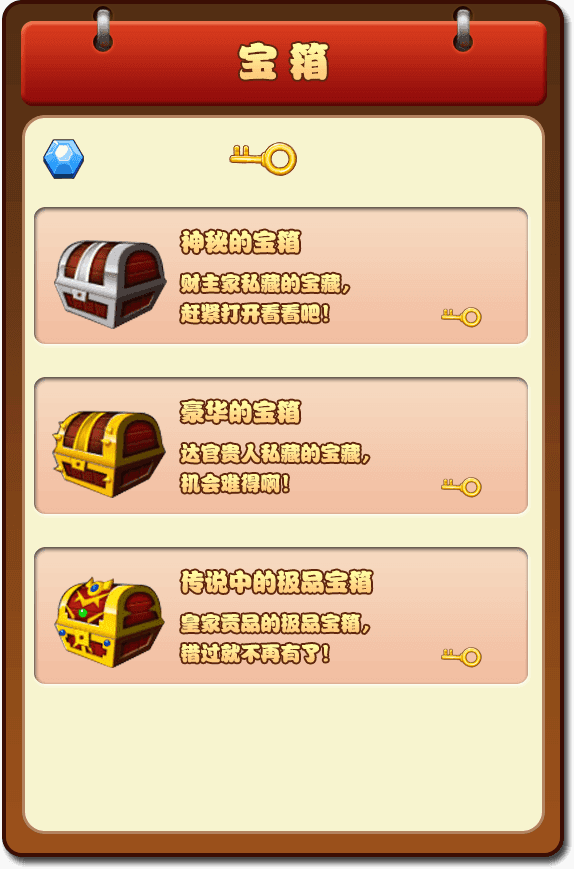 宝箱
神秘的宝箱
财主家私藏的宝藏，
赶紧打开看看吧！
豪华的宝箱
达官贵人私藏的宝藏，
机会难得啊！
传说中的极品宝箱
皇家贡品的极品宝箱，
错过就不再有了！